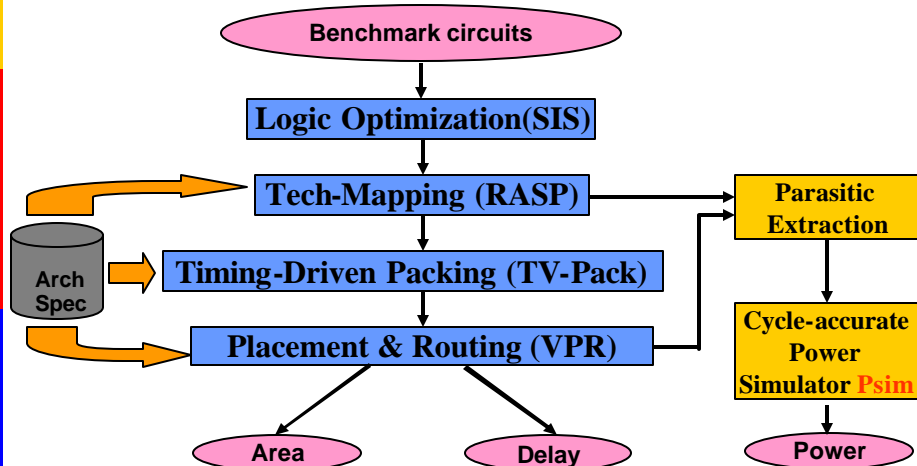 Benchmark circuits
Logic Optimization(SIS)
Tech-Mapping (RASP)
Parasitic
Extraction
Arch
Spec
Timing-Driven Packing (TV-Pack)
Placement & Routing (VPR)
Cycle-accurate
Power
Simulator Psim
Area
Delay
Power